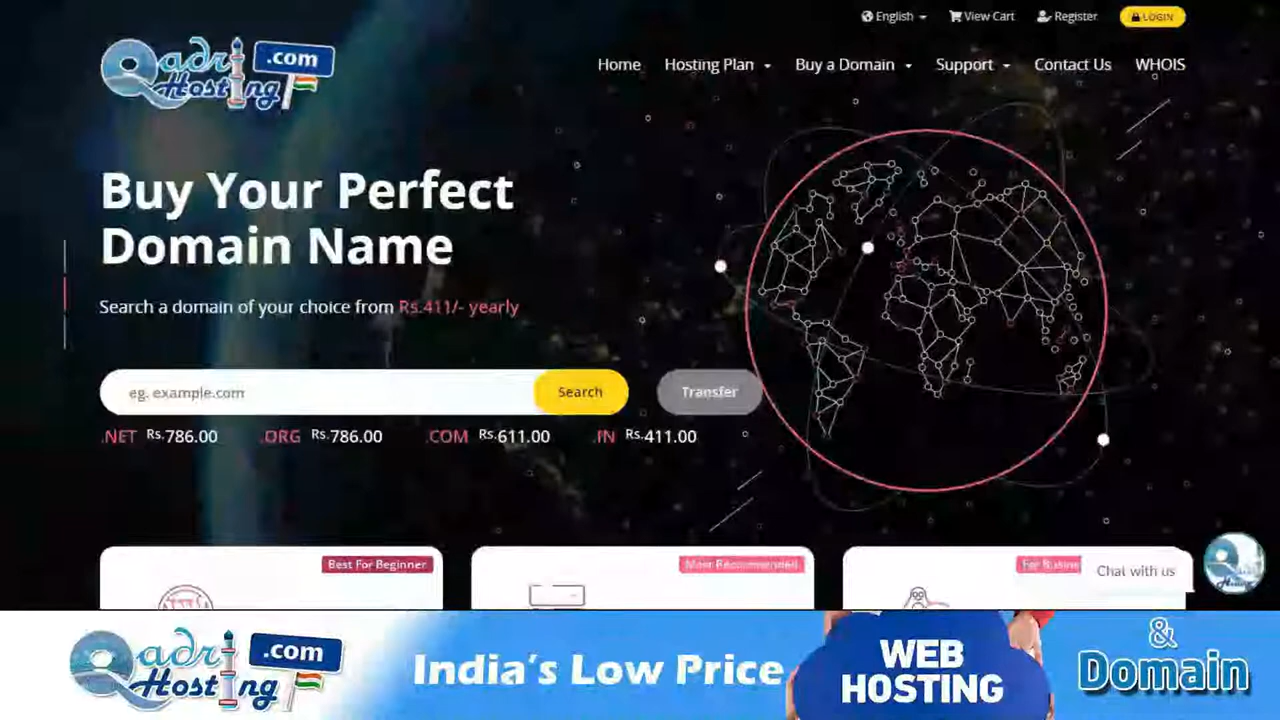 English
View Cart
Register
LOGIN
Qadri
.com
Hosting
Home
Hosting Plan
Buy a Domain
Support
Contact Us
WHOIS
Buy Your Perfect
Domain Name
Search a domain of your choice from Rs.411/- yearly
eg. example.com
Search
Transfer
.NET Rs.786.00
.ORG Rs.786.00
.COM Rs.611.00
.IN Rs.411.00
Best For Beginner
Most Recommended
For Busine
Chat with us
Qadri
.com
Hosting
India's Low Price
WEB
HOSTING
&
Domain